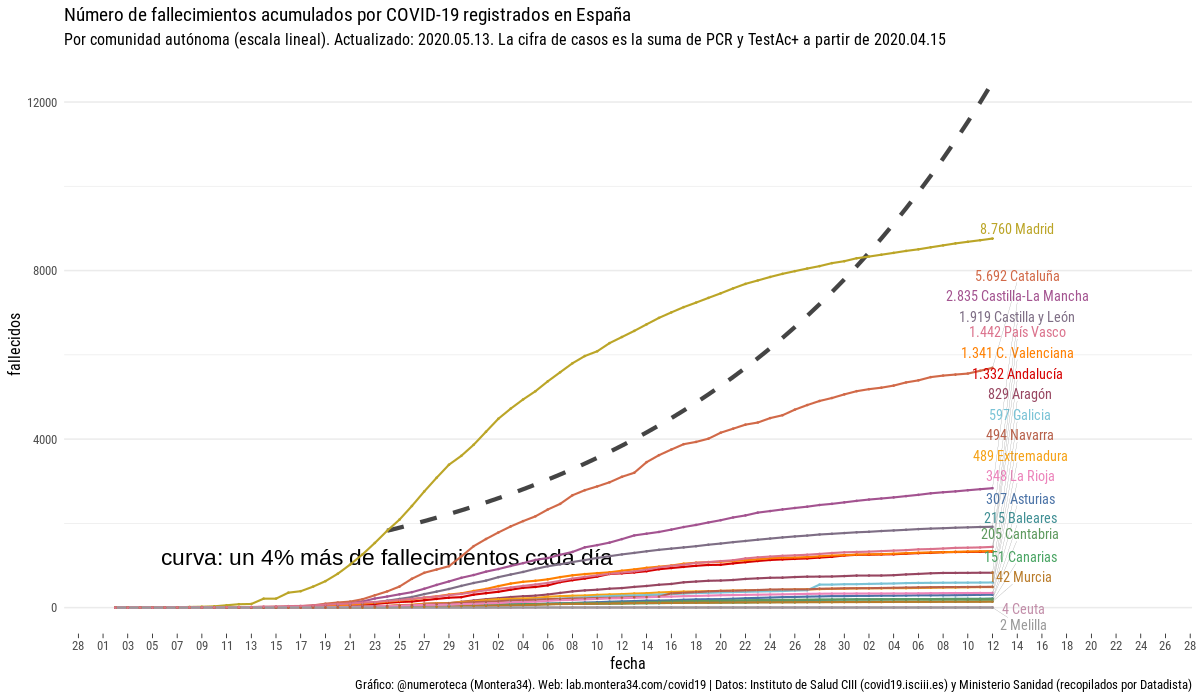 Número de fallecimientos acumulados por COVID-19 registrados en España
Por comunidad autónoma (escala lineal). Actualizado: 2020.05.13. La cifra de casos es la suma de PCR y TestAc+ a partir de 2020.04.15
12000
8000
4000
0
fallecidos
8.760 Madrid
5.692 Cataluña
2.835 Castilla-La Mancha
1.919 Castilla y León
1.442 País Vasco
1.341 C. Valenciana
1.332 Andalucía
829 Aragón
597 Galicia
494 Navarra
489 Extremadura
348 La Rioja
307 Asturias
215 Baleares
205 Cantabria
151 Canarias
142 Murcia
4 Ceuta
2 Melilla
curva: un 4% más de fallecimientos cada día
28 01 03 05 07 09 11 13 15 17 19 21 23 25 27 29 31 02 04 06 08 10 12 14 16 18 20 22 24 26 28 30 02 04 06 08 10 12 14 16 18 20 22 24 26 28
fecha
Gráfico: @numeroteca (Montera34). Web: lab.montera34.com/covid19 | Datos: Instituto de Salud CIII (covid19.isciii.es) y Ministerio Sanidad (recopilados por Datadista)